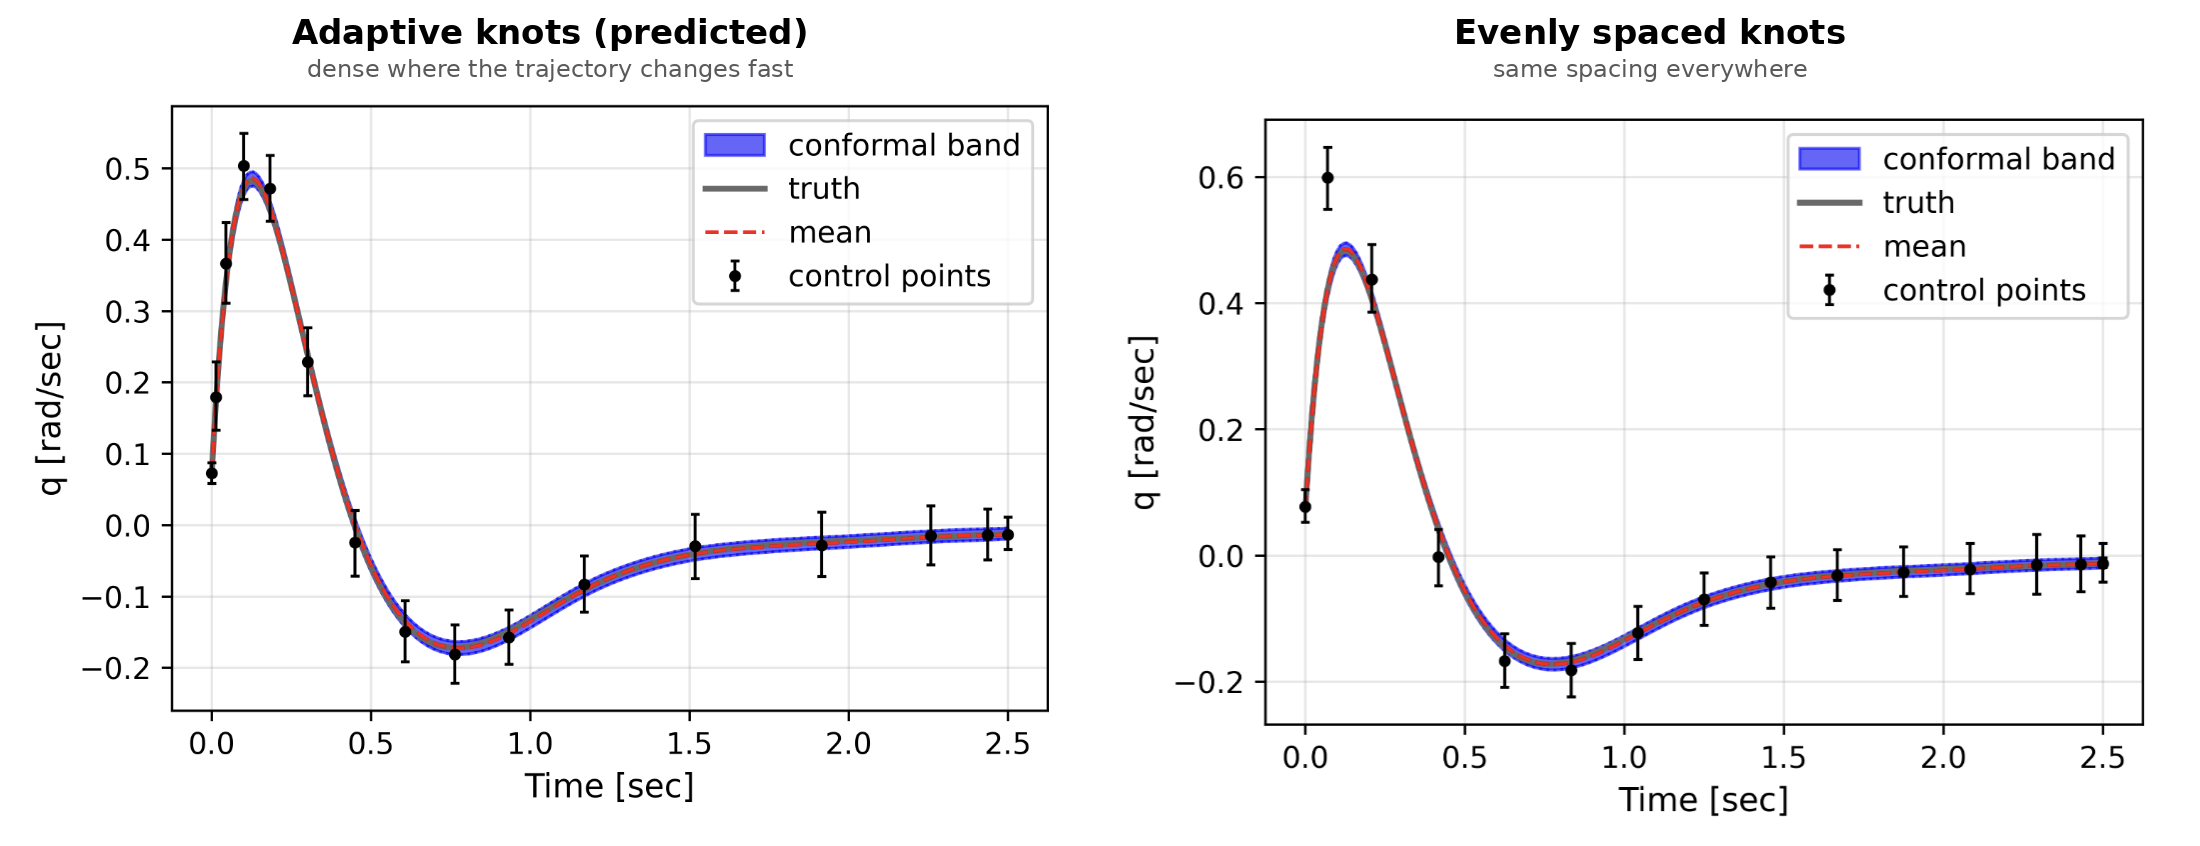 Adaptive knots (predicted)
dense where the trajectory changes fast
conformal band
truth
mean
control points
0.5
0.4
0.3
0.2
0.1
0.0
−0.1
−0.2
q [rad/sec]
0.0 0.5 1.0 1.5 2.0 2.5
Time [sec]
Evenly spaced knots
same spacing everywhere
conformal band
truth
mean
control points
0.6
0.4
0.2
0.0
−0.2
q [rad/sec]
0.0 0.5 1.0 1.5 2.0 2.5
Time [sec]